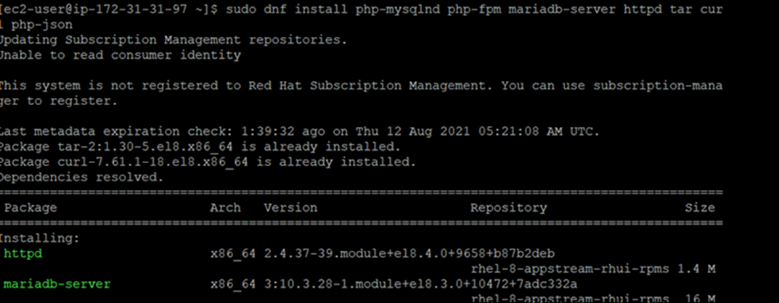 [ec2-user@ip-172-31-31-97 ~]$ sudo dnf install php-mysqlnd php-fpm mariadb-server httpd tar cur
l php-json
Updating Subscription Management repositories.
Unable to read consumer identity
This system is not registered to Red Hat Subscription Management. You can use subscription-mana
ger to register.
Last metadata expiration check: 1:39:32 ago on Thu 12 Aug 2021 05:21:08 AM UTC.
Package tar-2:1.30-5.el8.x86_64 is already installed.
Package curl-7.61.1-18.el8.x86_64 is already installed.
Dependencies resolved.
================================================================================================
Package Arch Version Repository Size
================================================================================================
Installing:
httpd x86_64 2.4.37-39.module+el8.4.0+9658+b87b2deb
rhel-8-appstream-rhui-rpms 1.4 M
mariadb-server x86_64 3:10.3.28-1.module+el8.3.0+10472+7adc332a
rhel-8-appstream-rhui-rpms 16 M